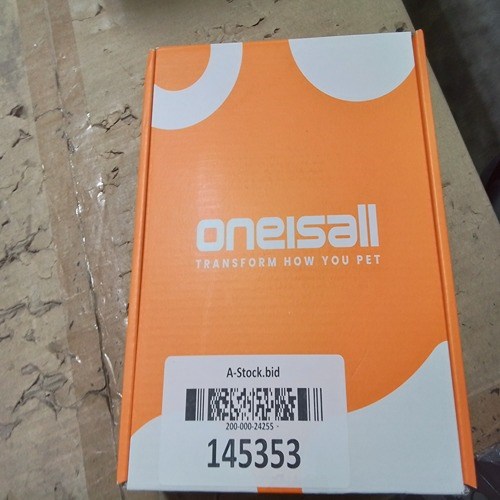 oneisall
TRANSFORM HOW YOU PET
A-Stock.bid
200-000-24255 -
145353